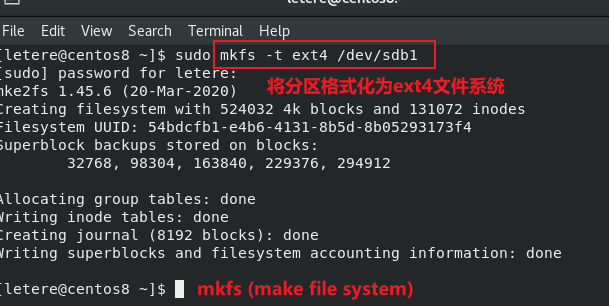 letere@centos8:~
File Edit View Search Terminal Help
[letere@centos8 ~]$ sudo mkfs -t ext4 /dev/sdb1
[sudo] password for letere:
将分区格式化为ext4文件系统
mke2fs 1.45.6 (20-Mar-2020)
Creating filesystem with 524032 4k blocks and 131072 inodes
Filesystem UUID: 54bdcfb1-e4b6-4131-8b5d-8b05293173f4
Superblock backups stored on blocks:
32768, 98304, 163840, 229376, 294912
Allocating group tables: done
Writing inode tables: done
Creating journal (8192 blocks): done
Writing superblocks and filesystem accounting information: done
[letere@centos8 ~]$
mkfs (make file system)